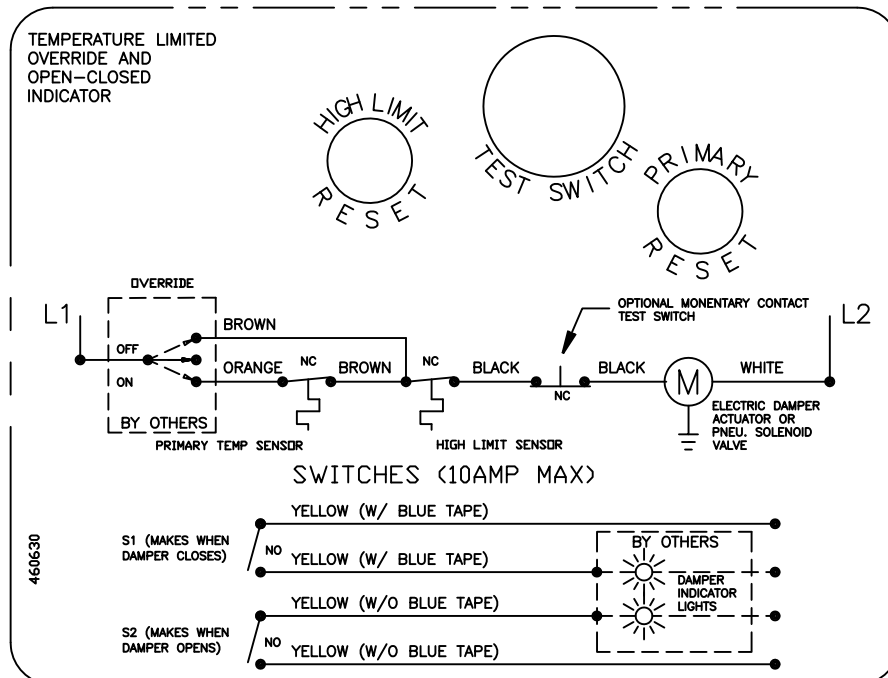 TEMPERATURE LIMITED
OVERRIDE AND
OPEN-CLOSED
INDICATOR
HIGH LIMIT
RESET
TEST SWITCH
PRIMARY
RESET
OVERRIDE
L1
OFF
ON
BY OTHERS
BROWN
ORANGE
NC
BROWN
PRIMARY TEMP SENSOR
NC
BLACK
HIGH LIMIT SENSOR
OPTIONAL MONENTARY CONTACT
TEST SWITCH
NC
BLACK
M
WHITE
L2
ELECTRIC DAMPER
ACTUATOR OR
PNEU. SOLENOID
VALVE
SWITCHES (10AMP MAX)
S1 (MAKES WHEN
DAMPER CLOSES)
NO
YELLOW (W/ BLUE TAPE)
YELLOW (W/ BLUE TAPE)
BY OTHERS
DAMPER
INDICATOR
LIGHTS
S2 (MAKES WHEN
DAMPER OPENS)
NO
YELLOW (W/O BLUE TAPE)
YELLOW (W/O BLUE TAPE)
460630